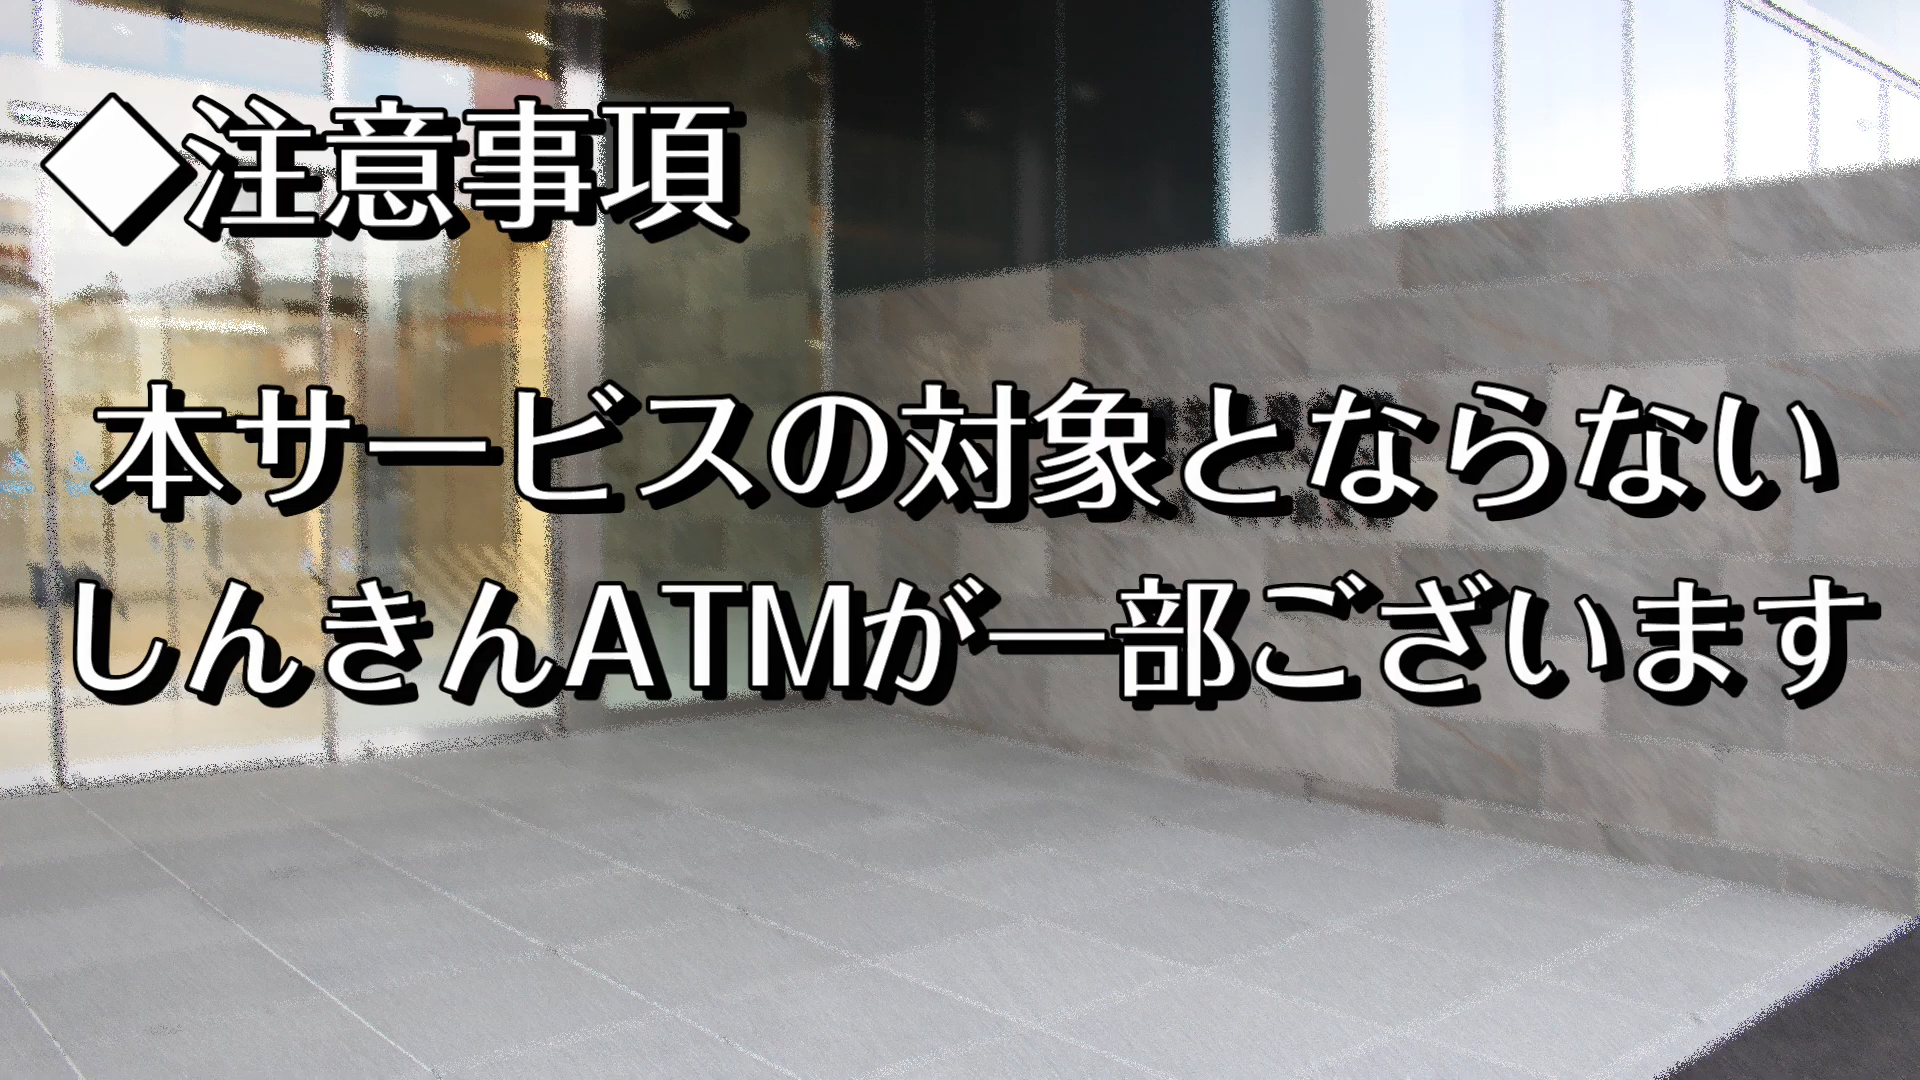 ◆注意事項
本サービスの対象とならない
しんきんATMが一部ございます